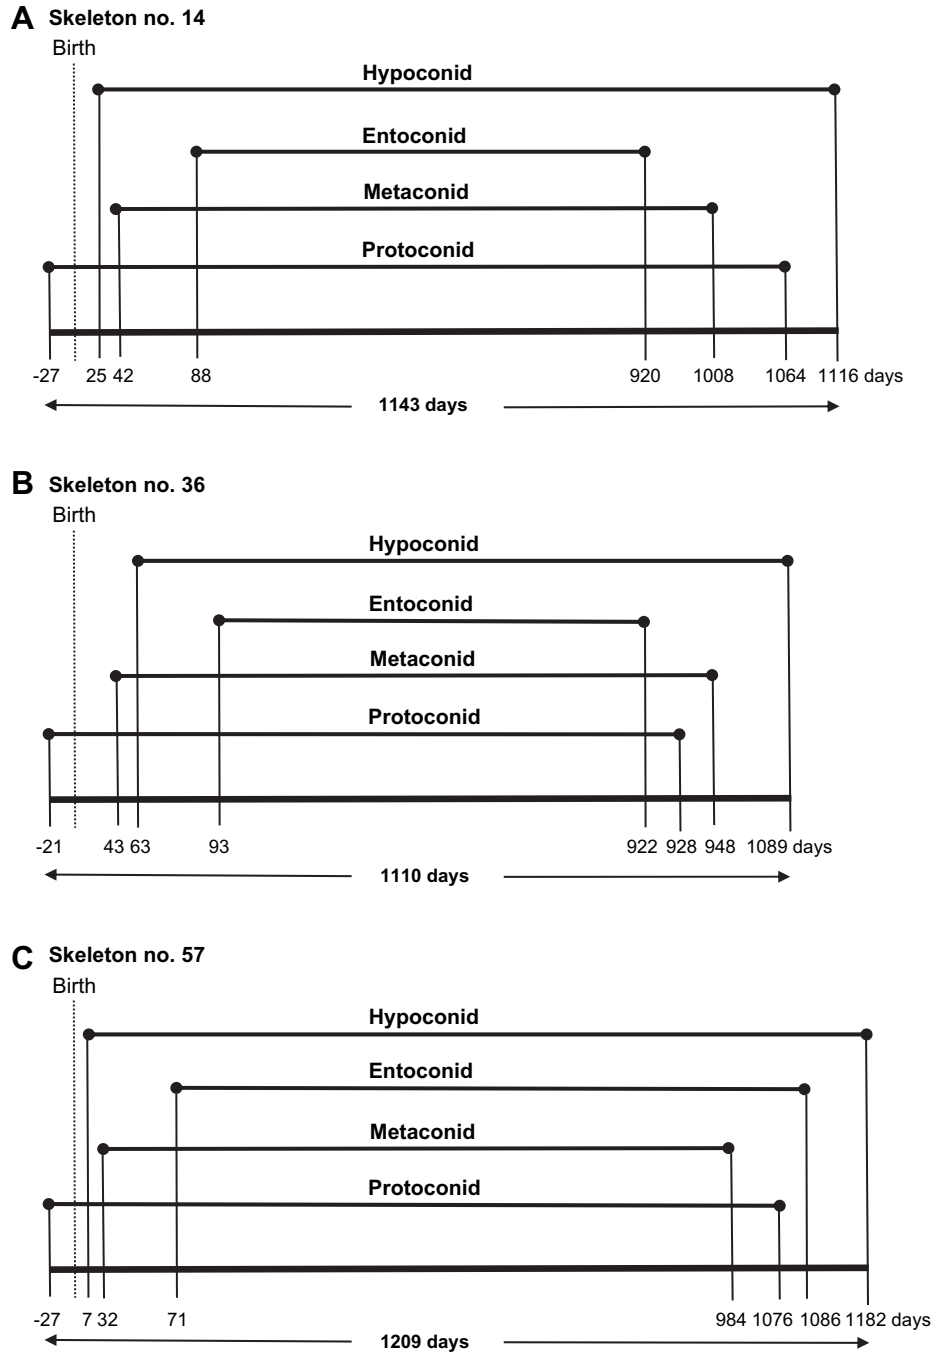 A Skeleton no. 14
Birth
Hypoconid
Entoconid
Metaconid
Protoconid
-27 25 42 88 920 1008 1064 1116 days
1143 days
B Skeleton no. 36
Birth
Hypoconid
Entoconid
Metaconid
Protoconid
-21 43 63 93 922 928 948 1089 days
1110 days
C Skeleton no. 57
Birth
Hypoconid
Entoconid
Metaconid
Protoconid
-27 7 32 71 984 1076 1086 1182 days
1209 days